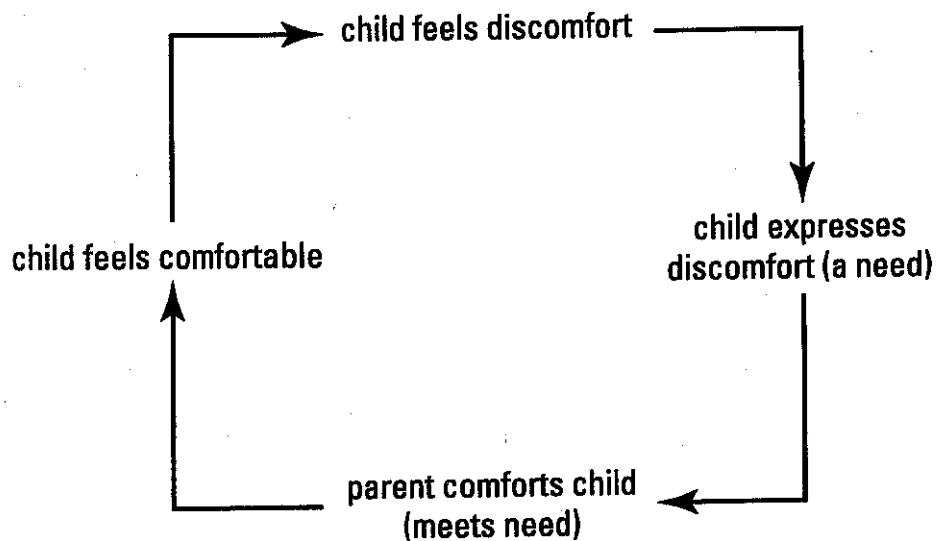 child feels discomfort
child expresses
discomfort (a need)
parent comforts child
(meets need)
child feels comfortable